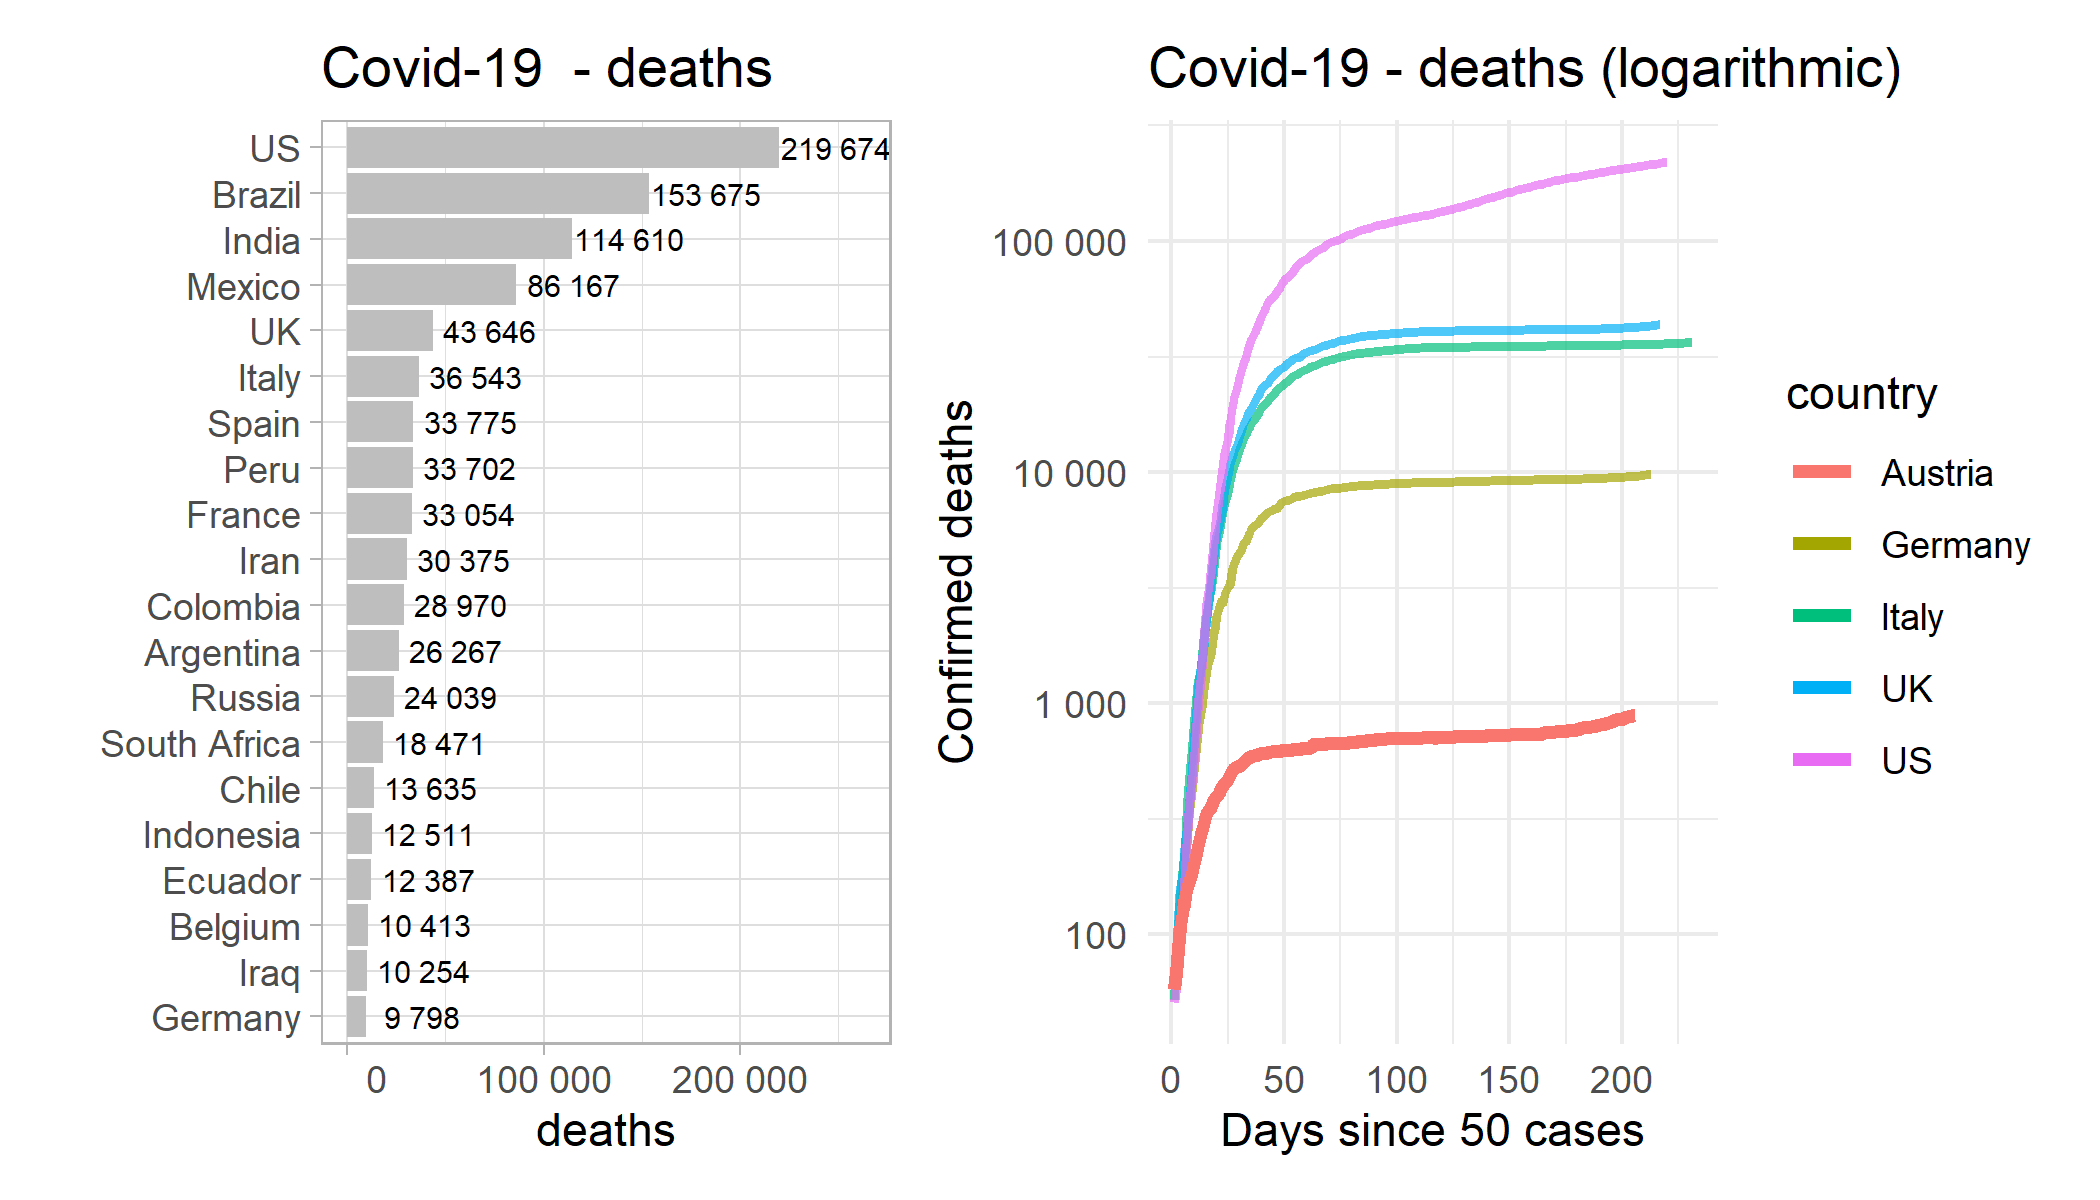 Covid-19  - deaths
US 219 674
Brazil 153 675
India 114 610
Mexico 86 167
UK 43 646
Italy 36 543
Spain 33 775
Peru 33 702
France 33 054
Iran 30 375
Colombia 28 970
Argentina 26 267
Russia 24 039
South Africa 18 471
Chile 13 635
Indonesia 12 511
Ecuador 12 387
Belgium 10 413
Iraq 10 254
Germany 9 798
0 100 000 200 000
deaths
Covid-19 - deaths (logarithmic)
Confirmed deaths
100 000
10 000
1 000
100
0 50 100 150 200
Days since 50 cases
country
Austria
Germany
Italy
UK
US